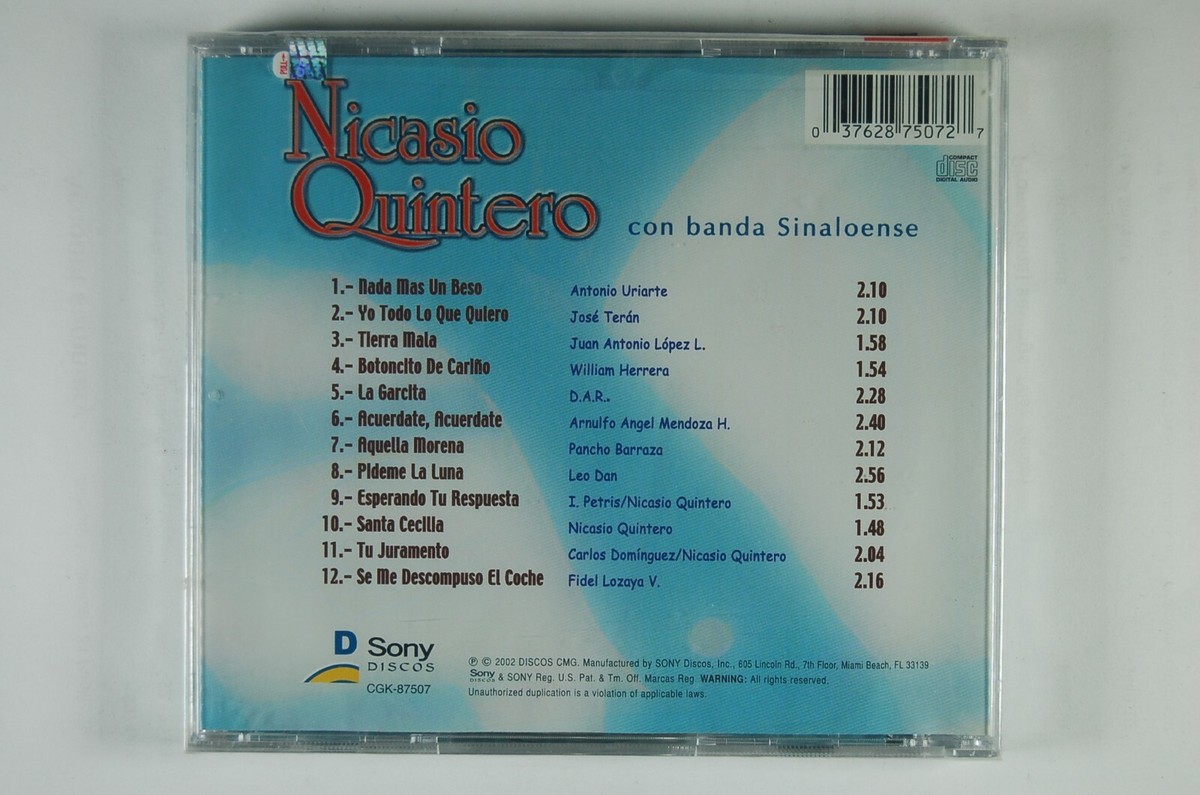 PULL
Nicasio
Quintero
con banda Sinaloense
0 37628 75072 7
COMPACT
disc
DIGITAL AUDIO
1.- Nada Mas Un Beso Antonio Uriarte 2.10
2.- Yo Todo Lo Que Quiero José Terán 2.10
3.- Tierra Mala Juan Antonio López L. 1.58
4.- Botoncito De Cariño William Herrera 1.54
5.- La Garcita D.A.R.. 2.28
6.- Acuerdate, Acuerdate Arnulfo Angel Mendoza H. 2.40
7.- Aquella Morena Pancho Barraza 2.12
8.- Pideme La Luna Leo Dan 2.56
9.- Esperando Tu Respuesta I. Petris/Nicasio Quintero 1.53
10.- Santa Cecilia Nicasio Quintero 1.48
11.- Tu Juramento Carlos Domínguez/Nicasio Quintero 2.04
12.- Se Me Descompuso El Coche Fidel Lozaya V. 2.16
D Sony
DISCOS
CGK-87507
℗ © 2002 DISCOS CMG. Manufactured by SONY Discos, Inc., 605 Lincoln Rd., 7th Floor, Miami Beach, FL 33139
Sony DISCOS & SONY Reg. U.S. Pat. & Tm. Off. Marcas Reg. WARNING: All rights reserved.
Unauthorized duplication is a violation of applicable laws.